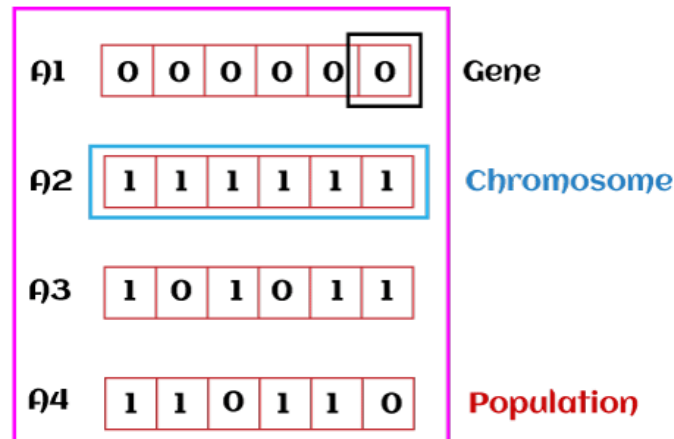 A1 0 0 0 0 0 0 Gene
A2 1 1 1 1 1 1 Chromosome
A3 1 0 1 0 1 1
A4 1 1 0 1 1 0 Population